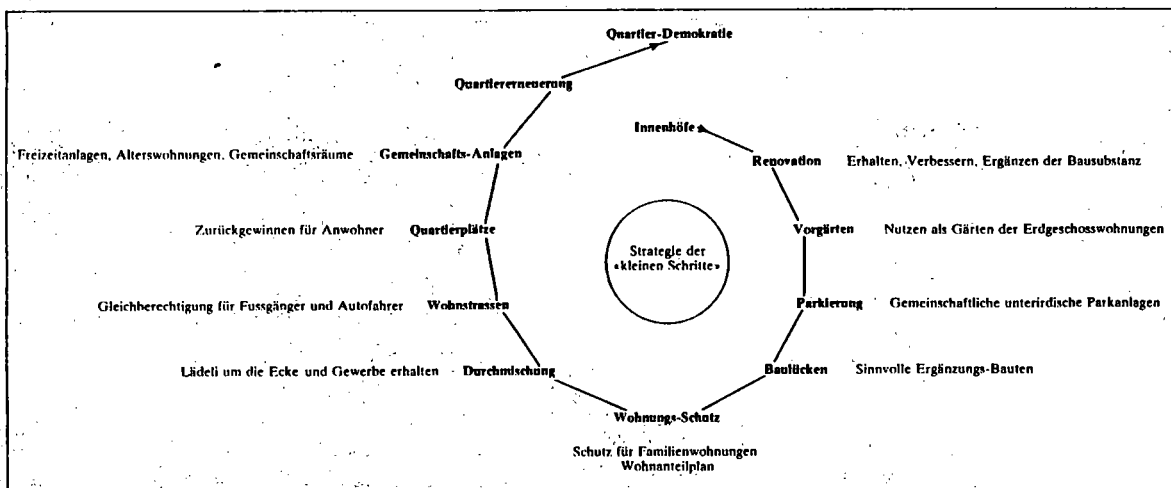 Quartier-Demokratie
Quartiererneuerung
Innenhöfe
Freizeitanlagen, Alterswohnungen, Gemeinschaftsräume Gemeinschafts-Anlagen
Renovation Erhalten, Verbessern, Ergänzen der Bausubstanz
Zurückgewinnen für Anwohner Quartierplätze
Vorgärten Nutzen als Gärten der Erdgeschosswohnungen
Strategie der
«kleinen Schritte»
Gleichberechtigung für Fussgänger und Autofahrer Wohnstrassen
Parkierung Gemeinschaftliche unterirdische Parkanlagen
Lädeli um die Ecke und Gewerbe erhalten Durchmischung
Baulücken Sinnvolle Ergänzungs-Bauten
Wohnungs-Schutz
Schutz für Familienwohnungen
Wohnanteilplan